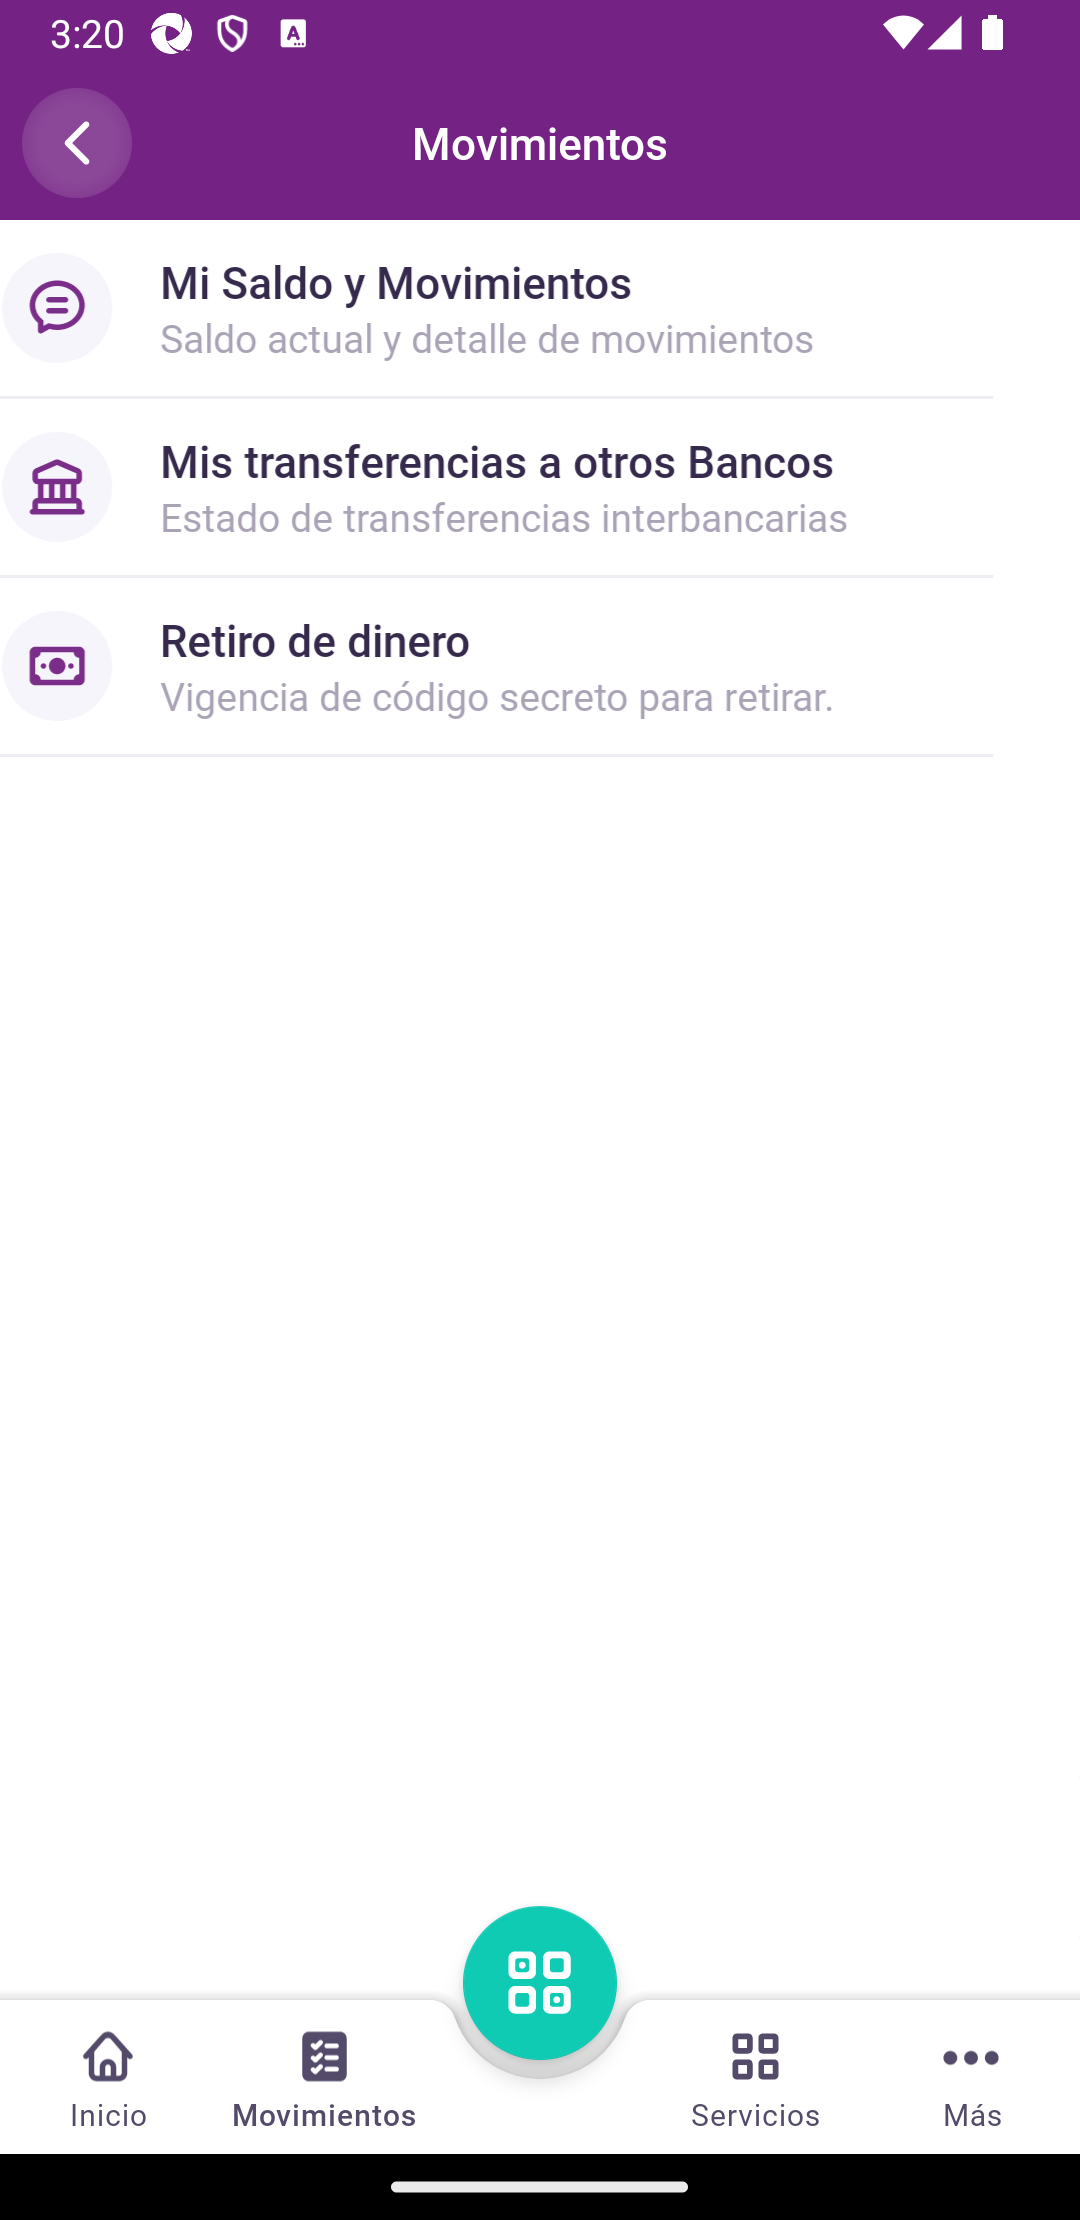 3:20
Movimientos
Mi Saldo y Movimientos
Saldo actual y detalle de movimientos
Mis transferencias a otros Bancos
Estado de transferencias interbancarias
Retiro de dinero
Vigencia de código secreto para retirar.
Inicio
Movimientos
Servicios
Más